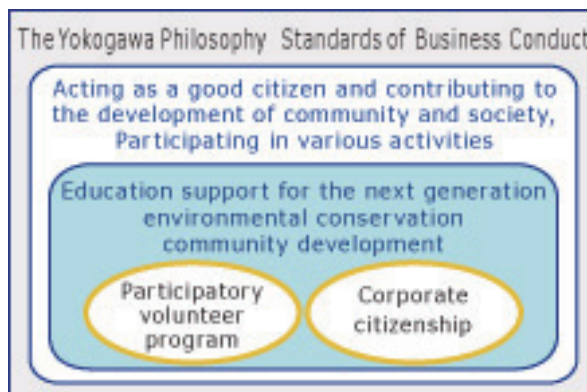 The Yokogawa Philosophy Standards of Business Conduct
Acting as a good citizen and contributing to
the development of community and society,
Participating in various activities
Education support for the next generation
environmental conservation
community development
Participatory
volunteer
program
Corporate
citizenship